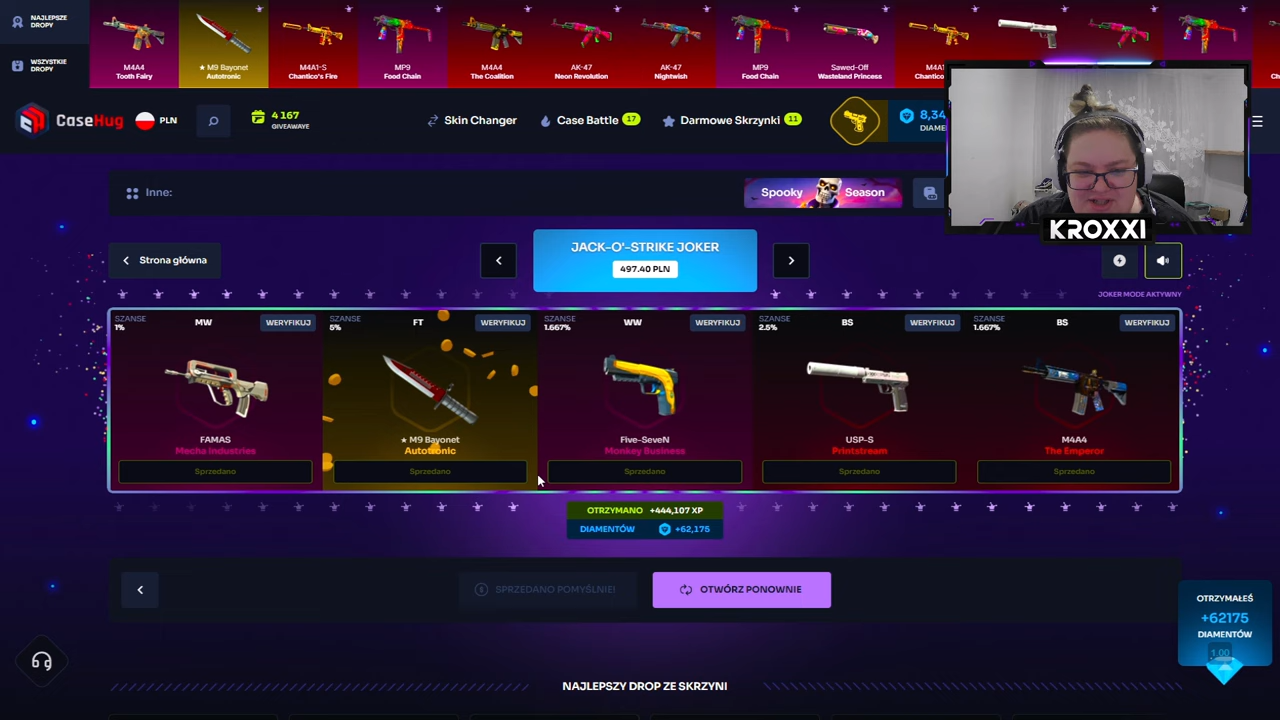 NAJLEPSZE
DROPY
WSZYSTKIE
DROPY
M4A4
Tooth Fairy
★ M9 Bayonet
Autotronic
M4A1-S
Chantico's Fire
MP9
Food Chain
M4A4
The Coalition
AK-47
Neon Revolution
AK-47
Nightwish
MP9
Food Chain
Sawed-Off
Wasteland Princess
CaseHug
PLN
4 167
GIVEAWAYE
Skin Changer
Case Battle 17
Darmowe Skrzynki 11
8,34
Inne:
Spooky Season
KROXXI
Strona główna
JACK-O'-STRIKE JOKER
497.40 PLN
JOKER MODE AKTYWNY
SZANSE
1%
MW
WERYFIKUJ
FAMAS
Mecha Industries
Sprzedano
SZANSE
5%
FT
WERYFIKUJ
★ M9 Bayonet
Autotronic
Sprzedano
SZANSE
1.667%
WW
WERYFIKUJ
Five-SeveN
Monkey Business
Sprzedano
SZANSE
2.5%
BS
WERYFIKUJ
USP-S
Printstream
Sprzedano
SZANSE
1.667%
BS
WERYFIKUJ
M4A4
The Emperor
Sprzedano
OTRZYMANO +444,107 XP
DIAMENTÓW +62,175
SPRZEDANO POMYŚLNIE!
OTWÓRZ PONOWNIE
OTRZYMAŁEŚ
+62175
DIAMENTÓW
1.00
NAJLEPSZY DROP ZE SKRZYNI